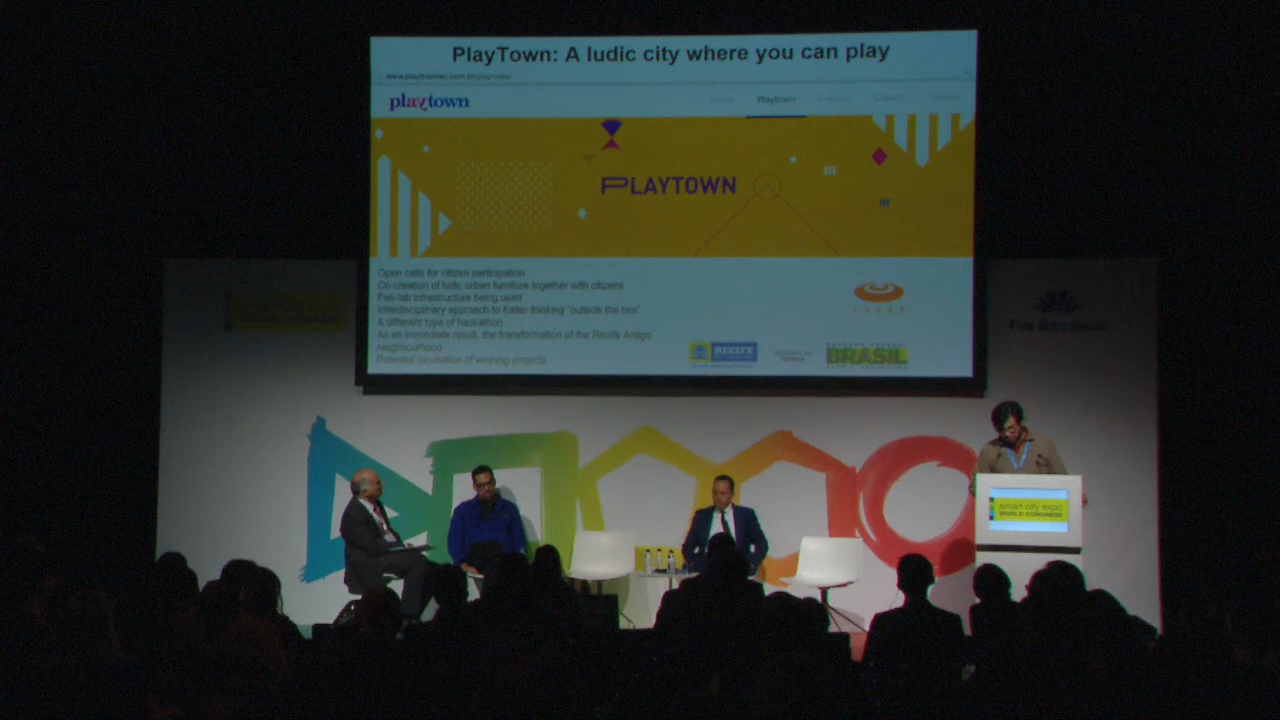 PlayTown: A ludic city where you can play
playtown
Home Playtown
PLAYTOWN
Open calls for citizen participation
Co-creation of ludic urban furniture together with citizens
Fab-lab infrastructure being used
Interdisciplinary approach to foster thinking "outside the box"
A different type of hackathon
As an immediate result, the transformation of the Recife Antigo
neighbourhood
Potential incubation of winning projects
RECIFE
BRASIL
Fira Barcelona
smart city expo
WORLD CONGRESS